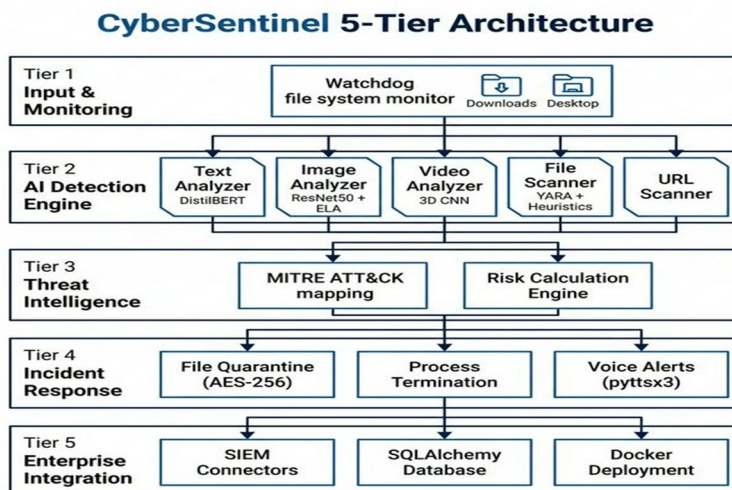 CyberSentinel 5-Tier Architecture
Tier 1
Input &
Monitoring
Watchdog
file system monitor
Downloads
Desktop
Tier 2
AI Detection
Engine
Text
Analyzer
DistilBERT
Image
Analyzer
ResNet50 +
ELA
Video
Analyzer
3D CNN
File
Scanner
YARA +
Heuristics
URL
Scanner
Tier 3
Threat
Intelligence
MITRE ATT&CK
mapping
Risk Calculation
Engine
Tier 4
Incident
Response
File Quarantine
(AES-256)
Process
Termination
Voice Alerts
(pyttsx3)
Tier 5
Enterprise
Integration
SIEM
Connectors
SQLAlchemy
Database
Docker
Deployment